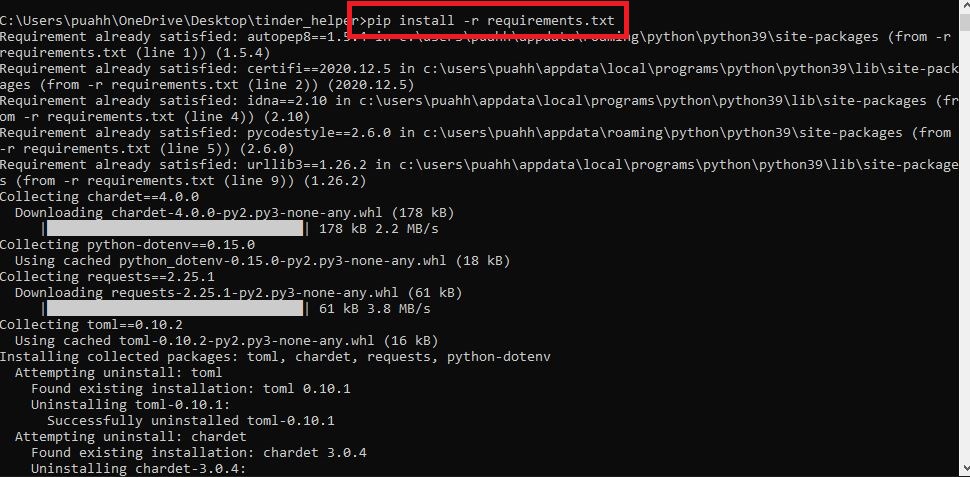 C:\Users\puahh\OneDrive\Desktop\tinder_helper>pip install -r requirements.txt
Requirement already satisfied: autopep8==1.5.4 in c:\users\puahh\appdata\roaming\python\python39\site-packages (from -r
requirements.txt (line 1)) (1.5.4)
Requirement already satisfied: certifi==2020.12.5 in c:\users\puahh\appdata\local\programs\python\python39\lib\site-pack
ages (from -r requirements.txt (line 2)) (2020.12.5)
Requirement already satisfied: idna==2.10 in c:\users\puahh\appdata\local\programs\python\python39\lib\site-packages (fr
om -r requirements.txt (line 4)) (2.10)
Requirement already satisfied: pycodestyle==2.6.0 in c:\users\puahh\appdata\roaming\python\python39\site-packages (from
-r requirements.txt (line 5)) (2.6.0)
Requirement already satisfied: urllib3==1.26.2 in c:\users\puahh\appdata\local\programs\python\python39\lib\site-package
s (from -r requirements.txt (line 9)) (1.26.2)
Collecting chardet==4.0.0
Downloading chardet-4.0.0-py2.py3-none-any.whl (178 kB)
|████████████████████████████████| 178 kB 2.2 MB/s
Collecting python-dotenv==0.15.0
Using cached python_dotenv-0.15.0-py2.py3-none-any.whl (18 kB)
Collecting requests==2.25.1
Downloading requests-2.25.1-py2.py3-none-any.whl (61 kB)
|████████████████████████████████| 61 kB 3.8 MB/s
Collecting toml==0.10.2
Using cached toml-0.10.2-py2.py3-none-any.whl (16 kB)
Installing collected packages: toml, chardet, requests, python-dotenv
Attempting uninstall: toml
Found existing installation: toml 0.10.1
Uninstalling toml-0.10.1:
Successfully uninstalled toml-0.10.1
Attempting uninstall: chardet
Found existing installation: chardet 3.0.4
Uninstalling chardet-3.0.4: